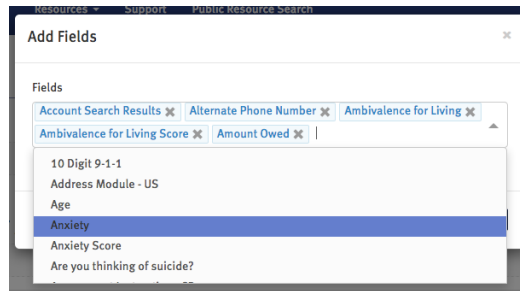 Resources Support Public Resource Search
Add Fields
Fields
Account Search Results Alternate Phone Number Ambivalence for Living
Ambivalence for Living Score Amount Owed
10 Digit 9-1-1
Address Module - US
Age
Anxiety
Anxiety Score
Are you thinking of suicide?